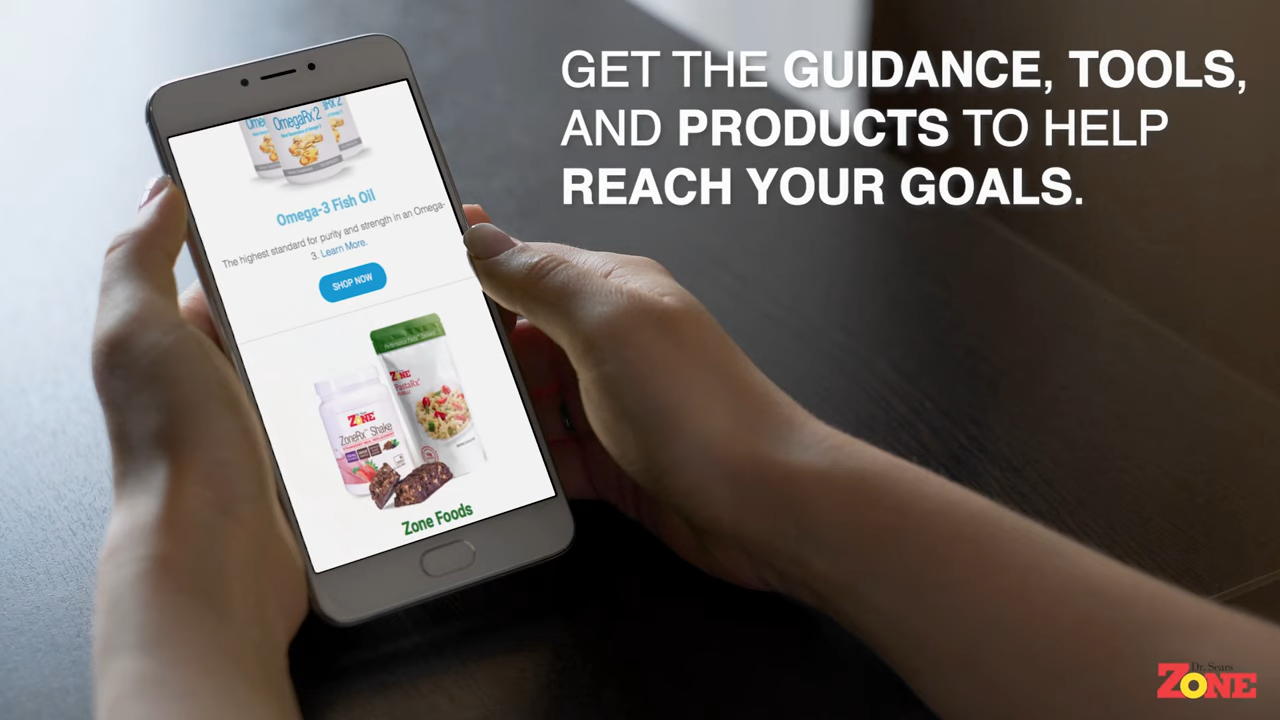 GET THE GUIDANCE, TOOLS,
AND PRODUCTS TO HELP
REACH YOUR GOALS.
OmegaRx 2
Omega-3 Fish Oil
The highest standard for purity and strength in an Omega-
3. Learn More.
SHOP NOW
ZONE
PastaRx
ZONE
ZoneRx Shake
Zone Foods
Dr. Sears
ZONE